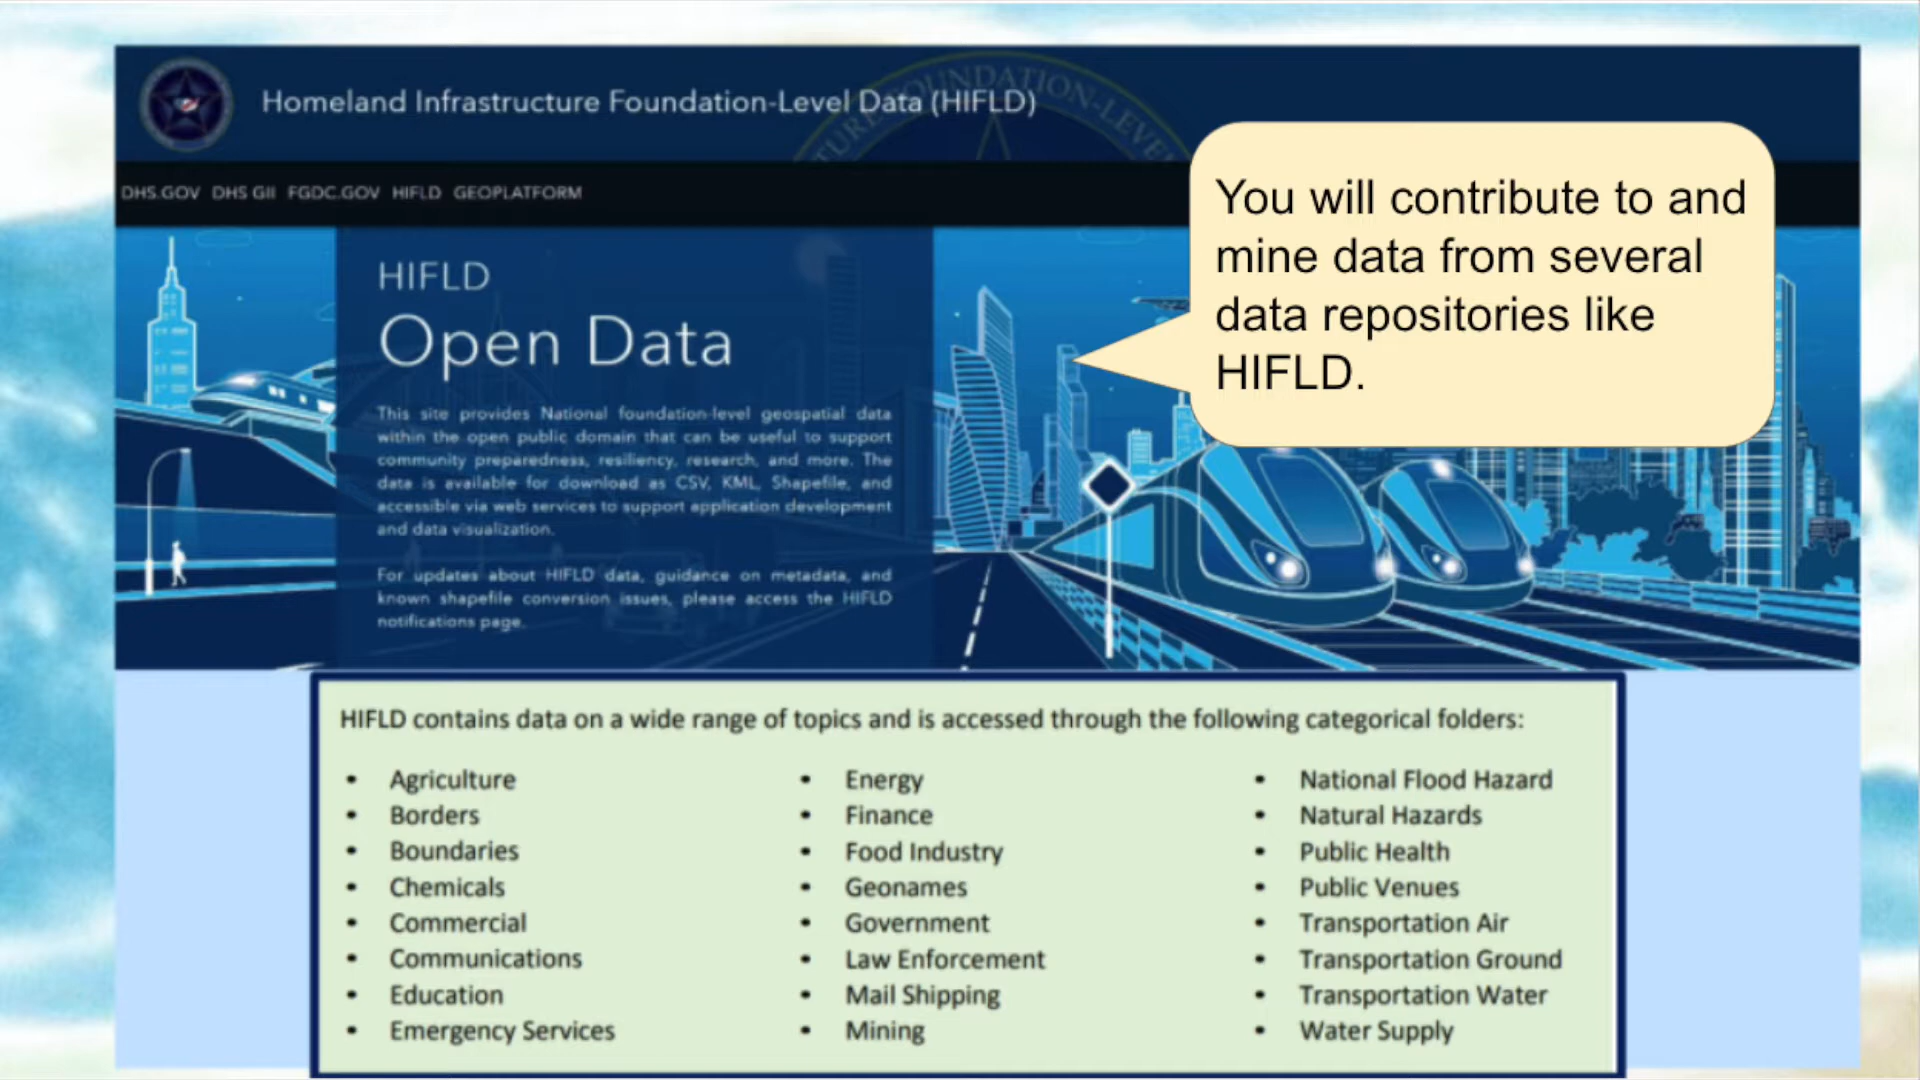 Homeland Infrastructure Foundation-Level Data (HIFLD)
DHS.GOV DHS GII FGDC.GOV HIFLD GEOPLATFORM
HIFLD
Open Data
This site provides National foundation-level geospatial data
within the open public domain that can be useful to support
community preparedness, resiliency, research, and more. The
data is available for download as CSV, KML, Shapefile, and
accessible via web services to support application development
and data visualization.
For updates about HIFLD data, guidance on metadata, and
known shapefile conversion issues, please access the HIFLD
notifications page.
You will contribute to and
mine data from several
data repositories like
HIFLD.
HIFLD contains data on a wide range of topics and is accessed through the following categorical folders:
• Agriculture
• Borders
• Boundaries
• Chemicals
• Commercial
• Communications
• Education
• Emergency Services
• Energy
• Finance
• Food Industry
• Geonames
• Government
• Law Enforcement
• Mail Shipping
• Mining
• National Flood Hazard
• Natural Hazards
• Public Health
• Public Venues
• Transportation Air
• Transportation Ground
• Transportation Water
• Water Supply